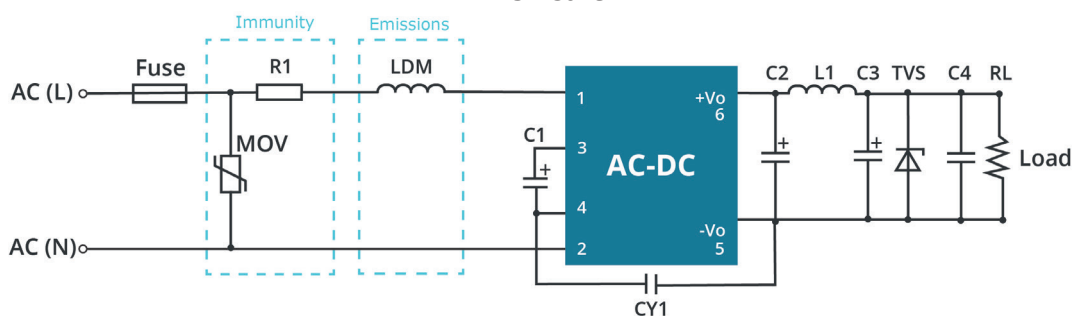 Immunity
Emissions
Fuse
R1
LDM
C2
L1
C3
TVS
C4
RL
AC (L)
1
+Vo
6
MOV
C1
+
3
+
+
AC-DC
Load
4
AC (N)
2
-Vo
5
CY1